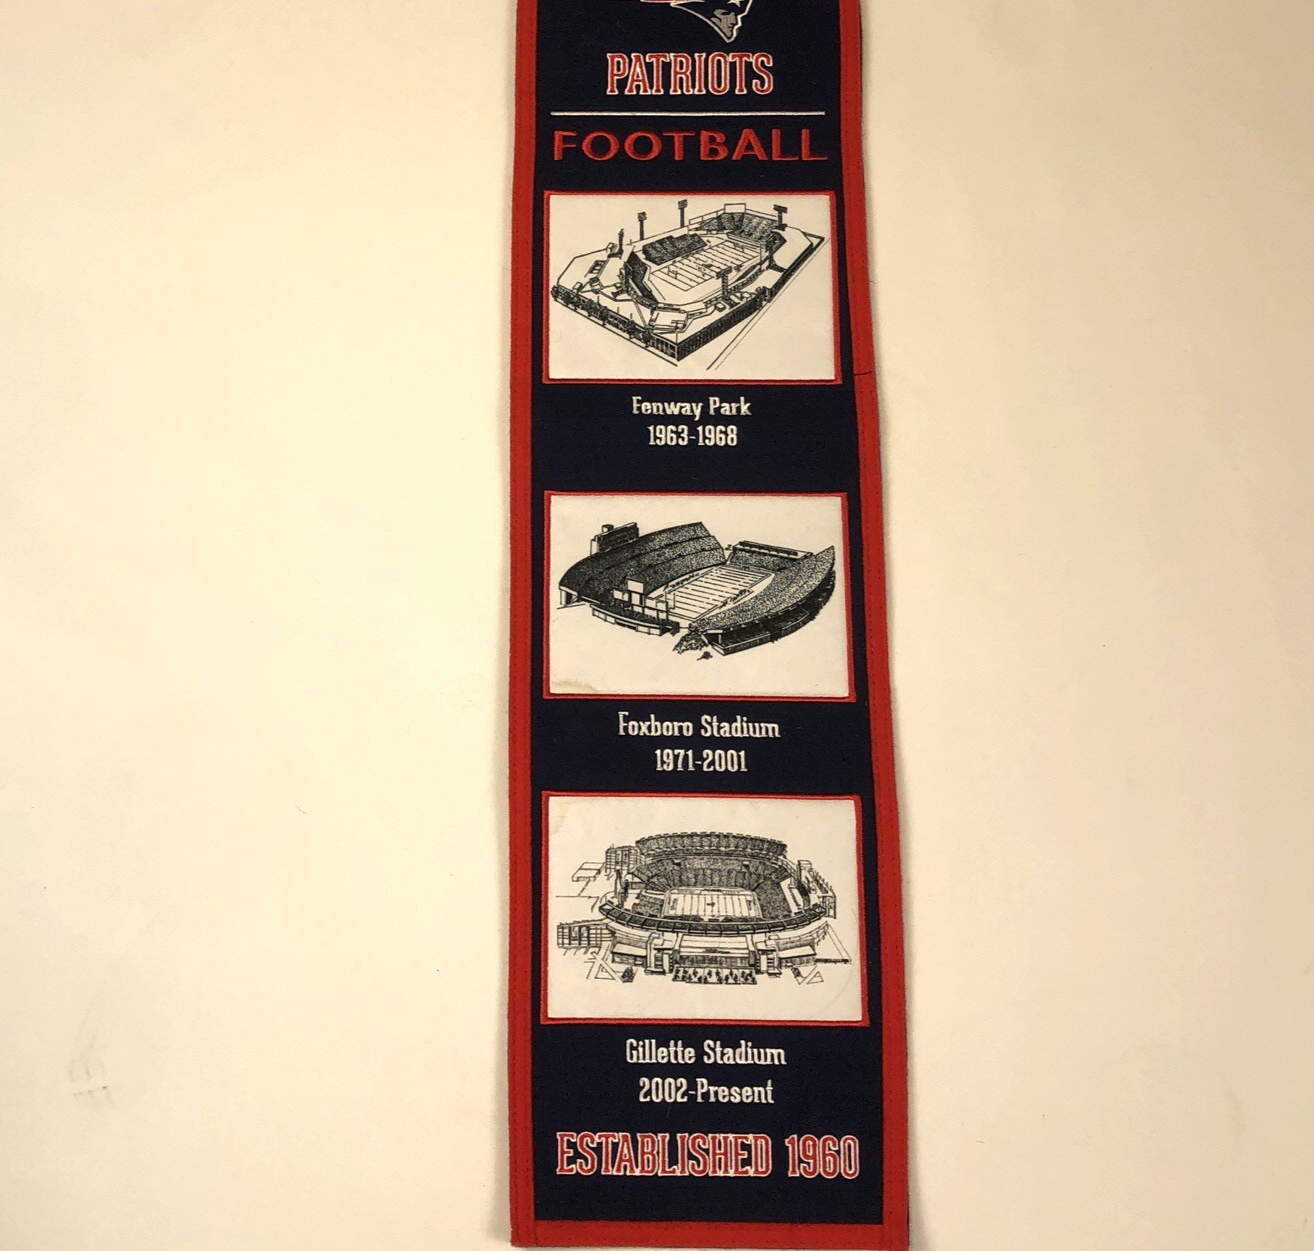 PATRIOTS
FOOTBALL
Fenway Park
1963-1968
Foxboro Stadium
1971-2001
Gillette Stadium
2002-Present
ESTABLISHED 1960